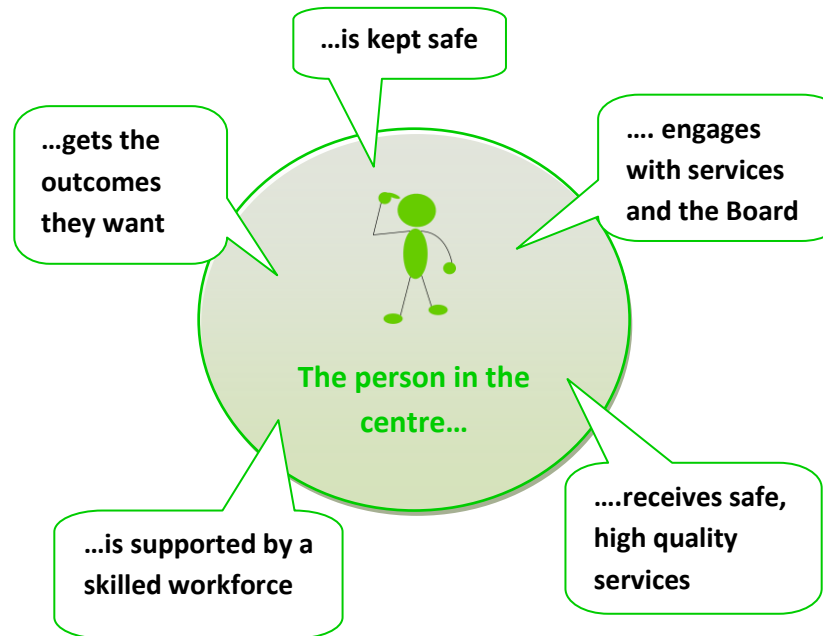 …is kept safe
…gets the
outcomes
they want
…. engages
with services
and the Board
The person in the
centre…
…is supported by a
skilled workforce
….receives safe,
high quality
services